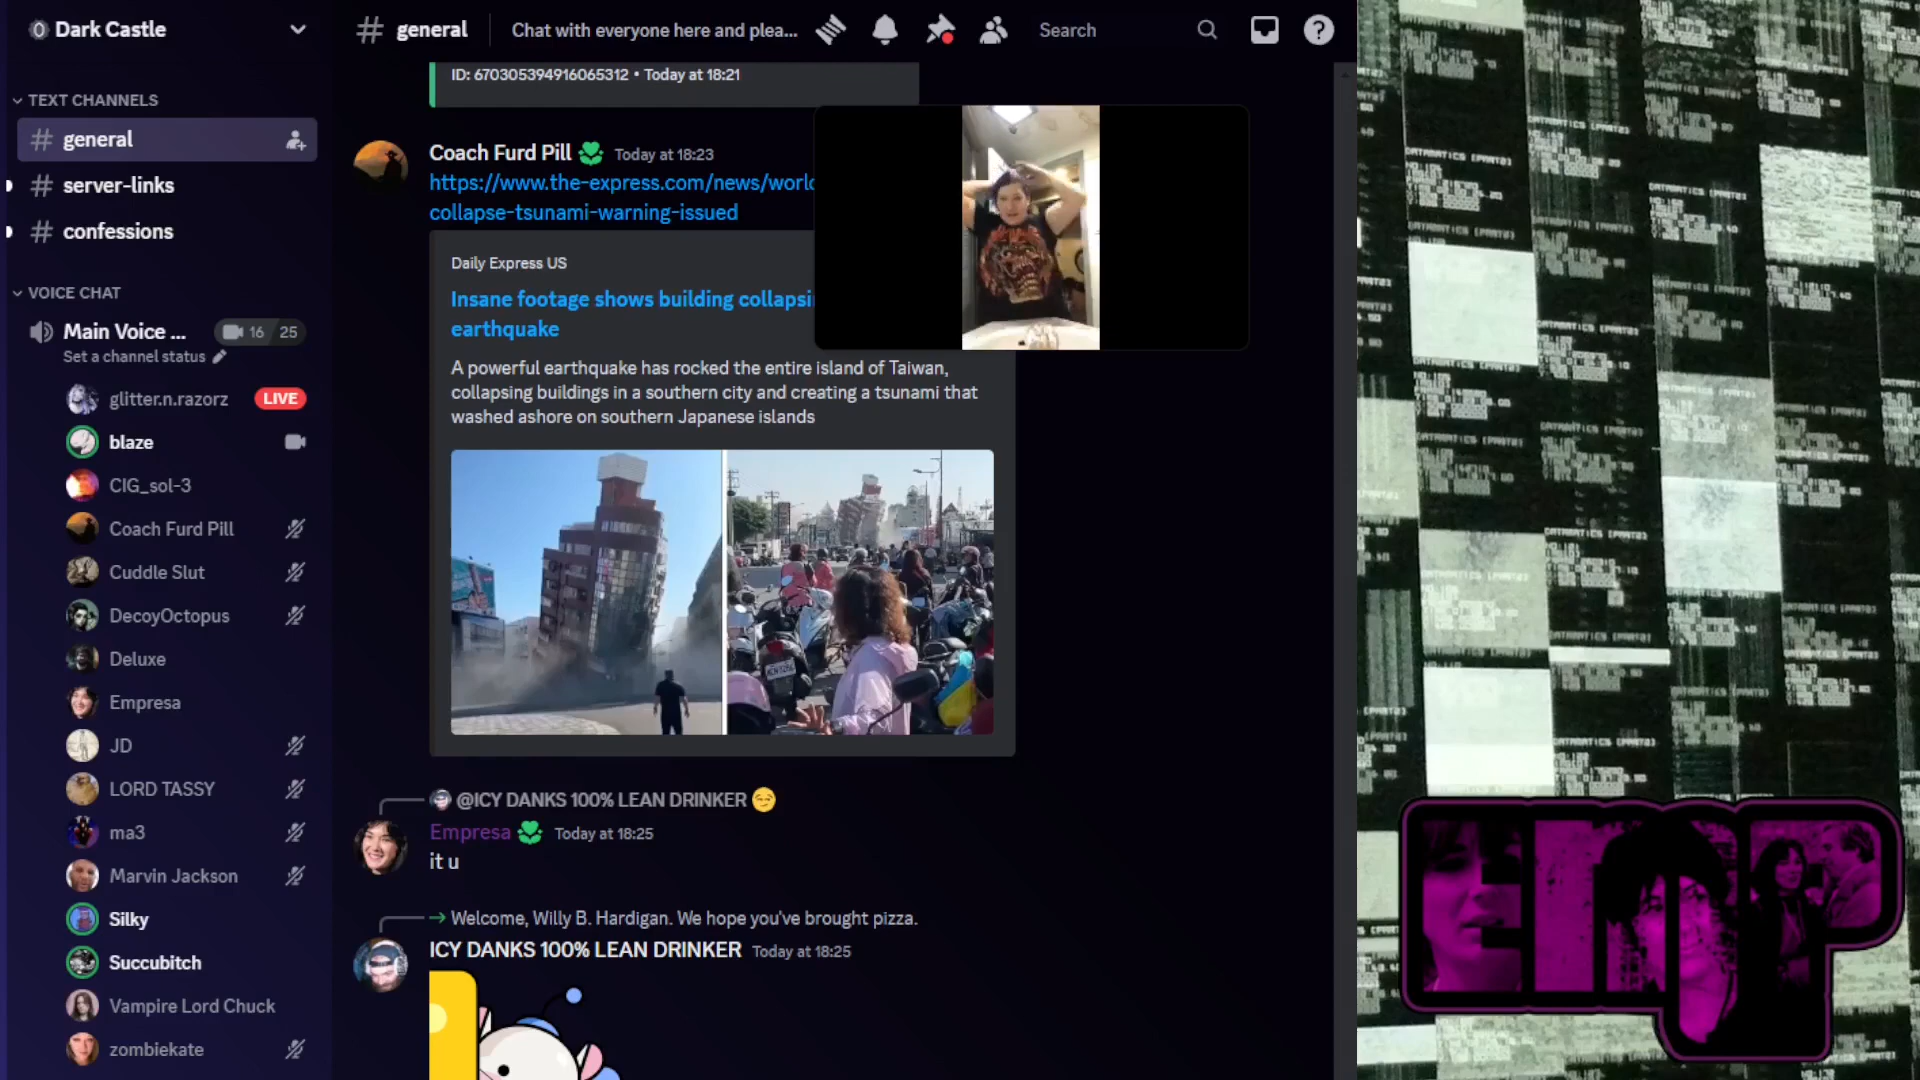 Dark Castle
TEXT CHANNELS
general
server-links
confessions
VOICE CHAT
Main Voice ...
16
25
Set a channel status
glitter.n.razorz
LIVE
blaze
CIG_sol-3
Coach Furd Pill
Cuddle Slut
DecoyOctopus
Deluxe
Empresa
JD
LORD TASSY
ma3
Marvin Jackson
Silky
Succubitch
Vampire Lord Chuck
zombiekate
general
Chat with everyone here and plea...
Search
ID: 670305394916065312 • Today at 18:21
Coach Furd Pill
Today at 18:23
https://www.the-express.com/news/world
collapse-tsunami-warning-issued
Daily Express US
Insane footage shows building collapsi
earthquake
A powerful earthquake has rocked the entire island of Taiwan,
collapsing buildings in a southern city and creating a tsunami that
washed ashore on southern Japanese islands
@ICY DANKS 100% LEAN DRINKER 😏
Empresa
Today at 18:25
it u
Welcome, Willy B. Hardigan. We hope you've brought pizza.
ICY DANKS 100% LEAN DRINKER
Today at 18:25
EMP